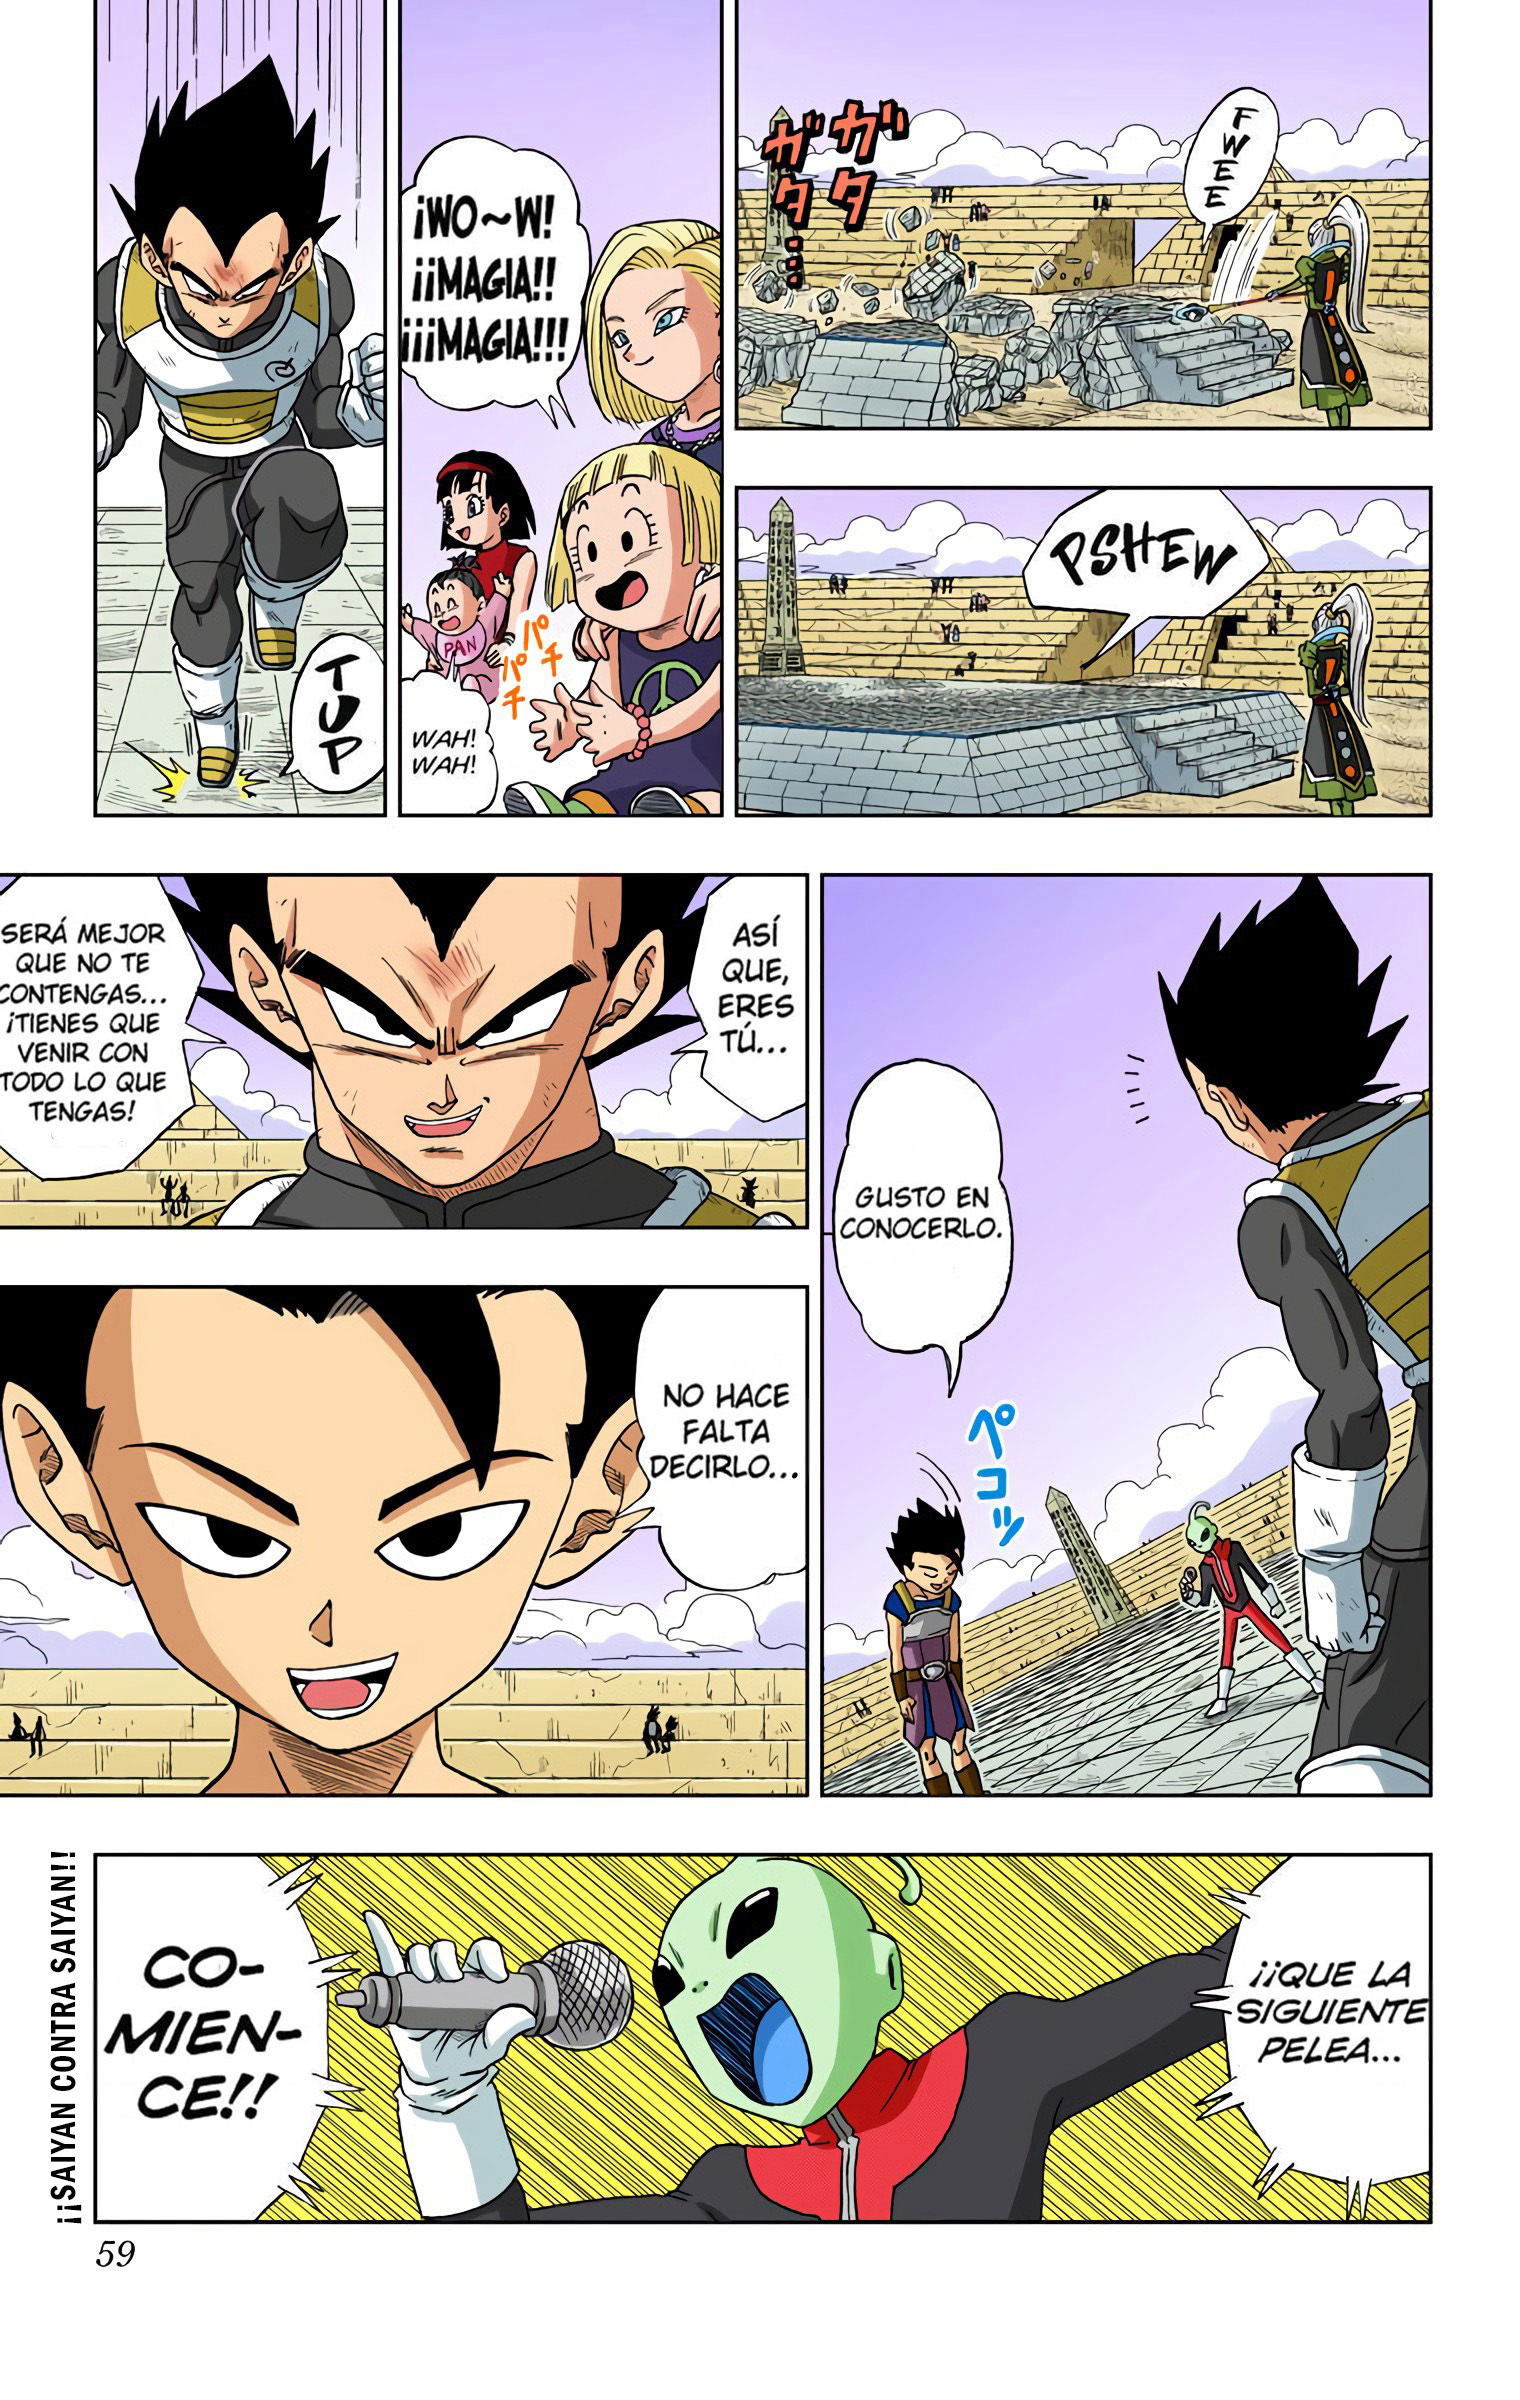 ガガ
タタ
…
F
W
E
E
PSHEW
¡WO~W!
¡¡MAGIA!!
¡¡¡MAGIA!!!
PAN
パチ
パチ
WAH!
WAH!
T
U
P
GUSTO EN
CONOCERLO.
ペコッ
ASÍ
QUE,
ERES
TÚ...
SERÁ MEJOR
QUE NO TE
CONTENGAS...
¡TIENES QUE
VENIR CON
TODO LO QUE
TENGAS!
NO HACE
FALTA
DECIRLO...
¡¡QUE LA
SIGUIENTE
PELEA...
CO-
MIEN-
CE!!
¡¡SAIYAN CONTRA SAIYAN!!
59